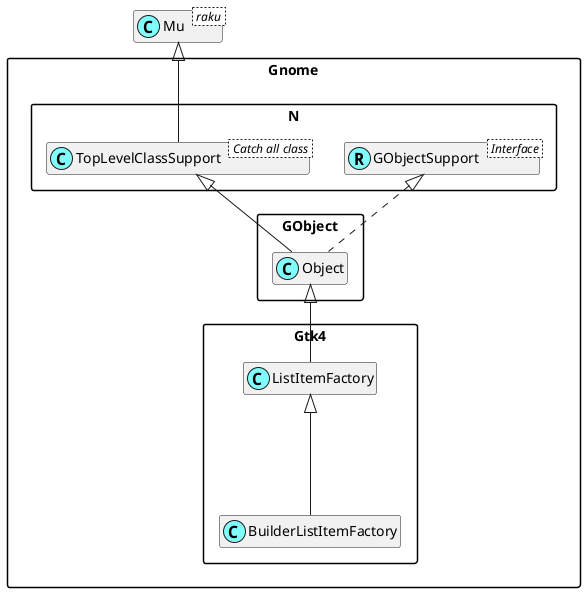 C Mu raku
Gnome
N
C TopLevelClassSupport Catch all class
R GObjectSupport Interface
GObject
C Object
Gtk4
C ListItemFactory
C BuilderListItemFactory